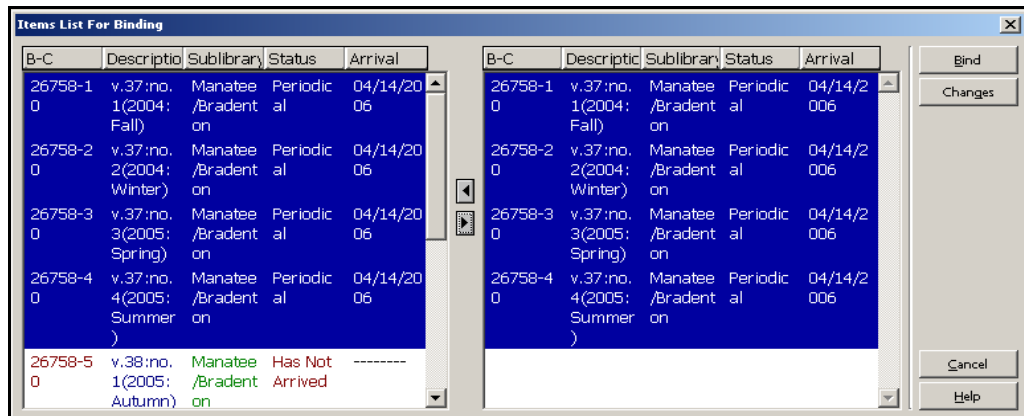 Items List For Binding
B-C Descriptio Sublibrary Status Arrival
26758-1 v.37:no. Manatee Periodic 04/14/20
0 1(2004: /Bradent al 06
Fall) on
26758-2 v.37:no. Manatee Periodic 04/14/20
0 2(2004: /Bradent al 06
Winter) on
26758-3 v.37:no. Manatee Periodic 04/14/20
0 3(2005: /Bradent al 06
Spring) on
26758-4 v.37:no. Manatee Periodic 04/14/20
0 4(2005: /Bradent al 06
Summer on
)
26758-5 v.38:no. Manatee Has Not --------
0 1(2005: /Bradent Arrived
Autumn) on
B-C Descriptic Sublibran Status Arrival
26758-1 v.37:no. Manatee Periodic 04/14/2
0 1(2004: /Bradent al 006
Fall) on
26758-2 v.37:no. Manatee Periodic 04/14/2
0 2(2004: /Bradent al 006
Winter) on
26758-3 v.37:no. Manatee Periodic 04/14/2
0 3(2005: /Bradent al 006
Spring) on
26758-4 v.37:no. Manatee Periodic 04/14/2
0 4(2005: /Bradent al 006
Summer on
)
Bind
Changes
Cancel
Help